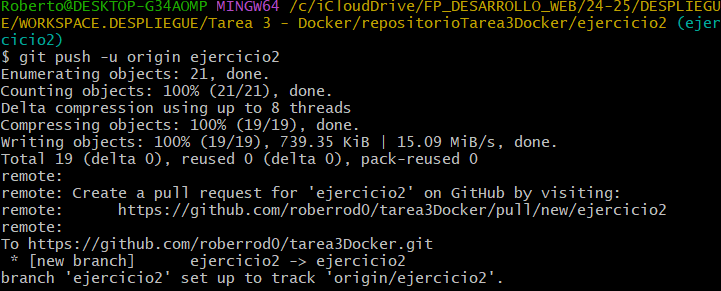 Roberto@DESKTOP-G34AOMP MINGW64 /c/iCloudDrive/FP_DESARROLLO_WEB/24-25/DESPLIEGU
E/WORKSPACE.DESPLIEGUE/Tarea 3 - Docker/repositorioTarea3Docker/ejercicio2 (ejer
cicio2)
$ git push -u origin ejercicio2
Enumerating objects: 21, done.
Counting objects: 100% (21/21), done.
Delta compression using up to 8 threads
Compressing objects: 100% (19/19), done.
Writing objects: 100% (19/19), 739.35 KiB | 15.09 MiB/s, done.
Total 19 (delta 0), reused 0 (delta 0), pack-reused 0
remote:
remote: Create a pull request for 'ejercicio2' on GitHub by visiting:
remote:      https://github.com/roberrod0/tarea3Docker/pull/new/ejercicio2
remote:
To https://github.com/roberrod0/tarea3Docker.git
 * [new branch]      ejercicio2 -> ejercicio2
branch 'ejercicio2' set up to track 'origin/ejercicio2'.